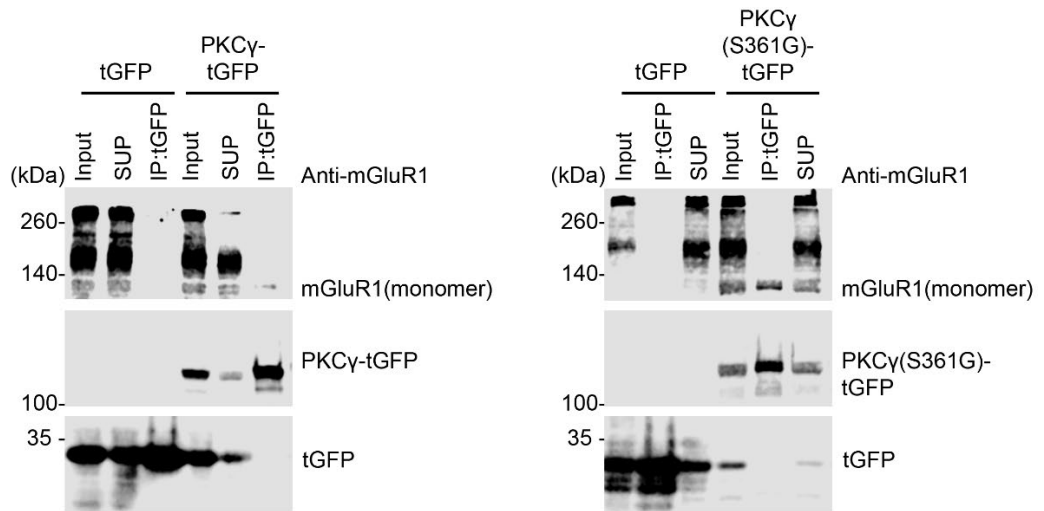 PKCγ-
tGFP
tGFP
Input
SUP
IP:tGFP
Input
SUP
IP:tGFP
(kDa)
Anti-mGluR1
260-
140-
mGluR1(monomer)
PKCγ-tGFP
100-
35 -
tGFP
PKCγ
(S361G)-
tGFP
tGFP
Input
IP:tGFP
SUP
Input
IP:tGFP
SUP
(kDa)
Anti-mGluR1
260-
140-
mGluR1(monomer)
PKCγ(S361G)-
tGFP
100-
35 -
tGFP